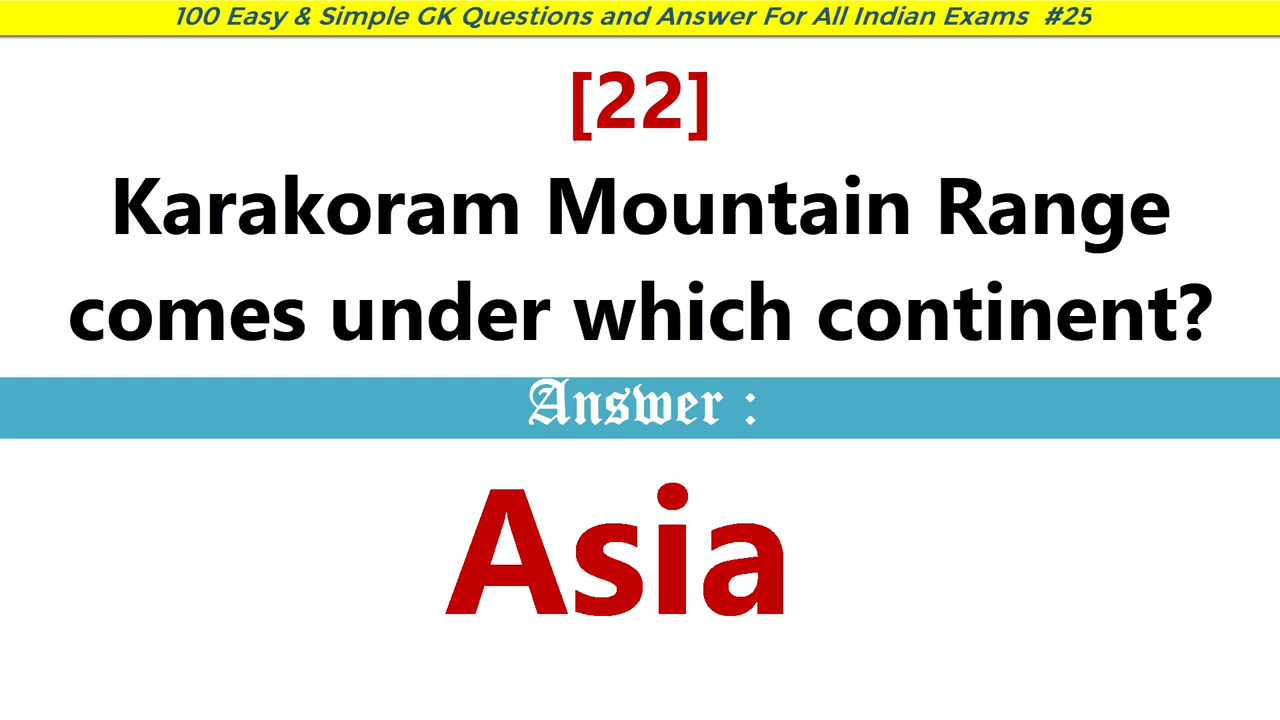 100 Easy & Simple GK Questions and Answer For All Indian Exams #25
[22]
Karakoram Mountain Range
comes under which continent?
Answer :
Asia